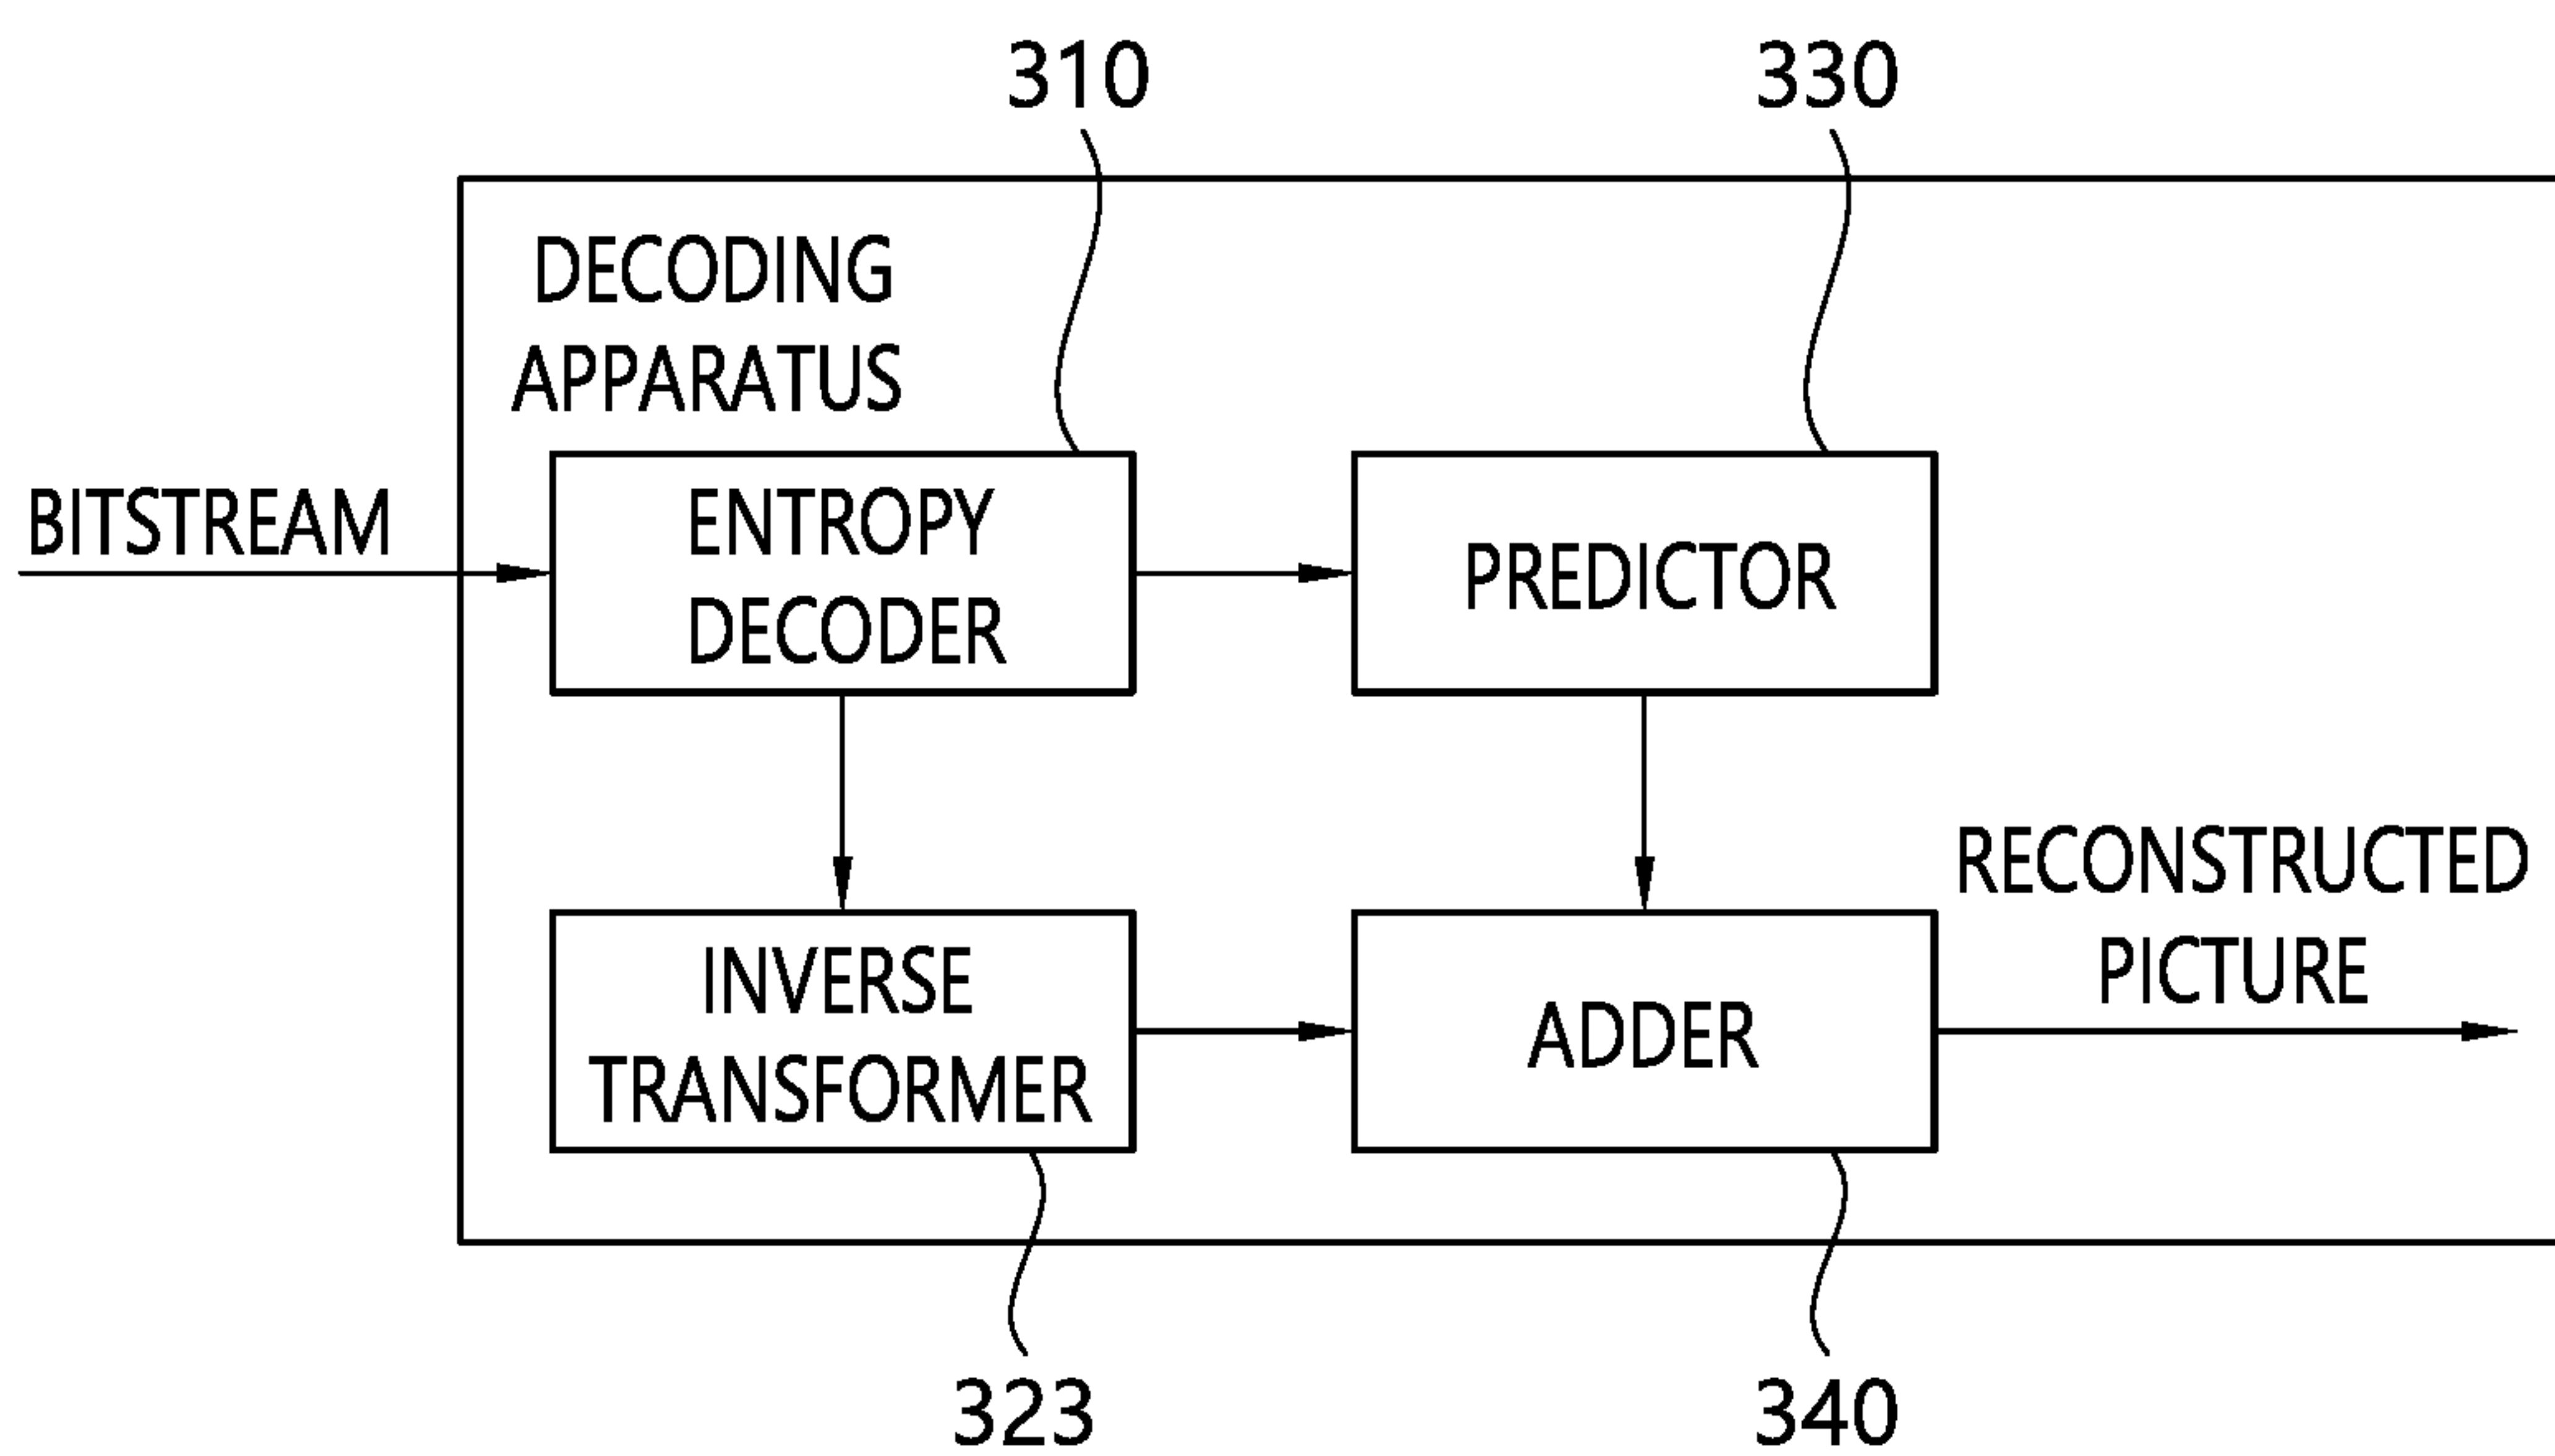 310
330
DECODING
APPARATUS
BITSTREAM
ENTROPY
DECODER
PREDICTOR
INVERSE
TRANSFORMER
ADDER
RECONSTRUCTED
PICTURE
323
340